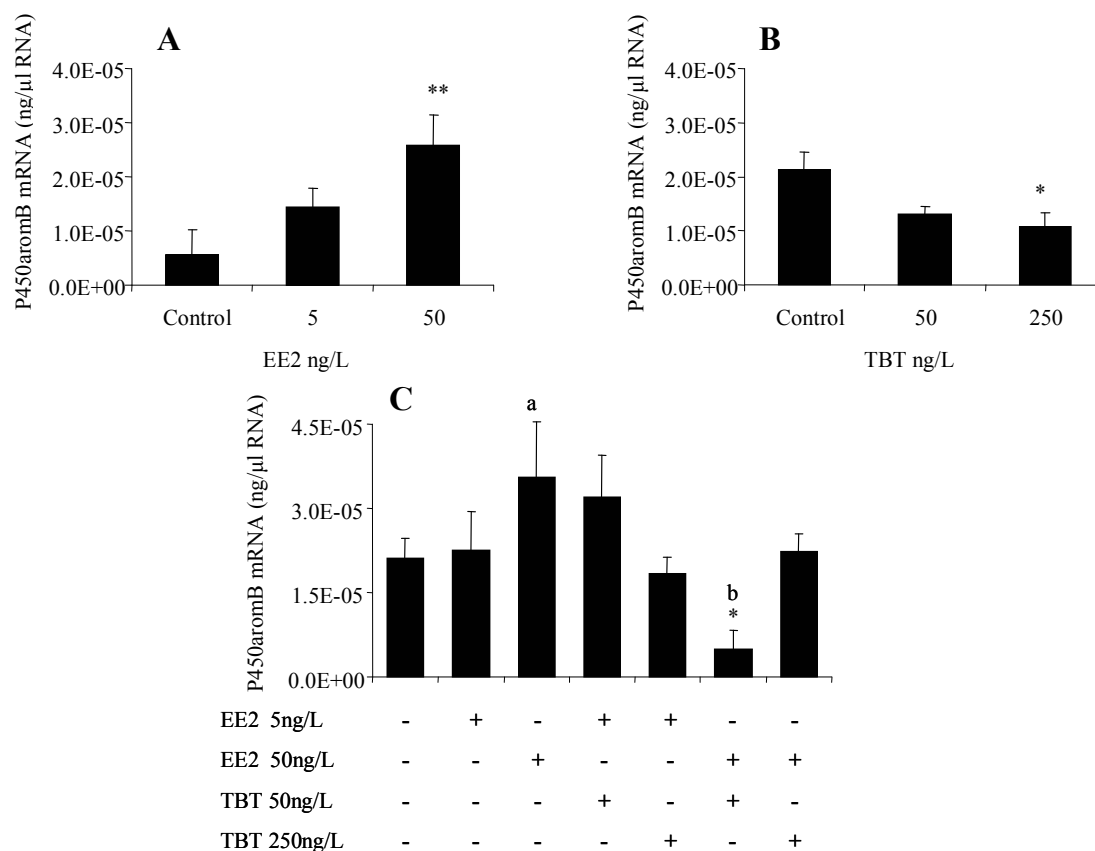 A
P450aromB mRNA (ng/µl RNA)
4.0E-05
3.0E-05
2.0E-05
1.0E-05
0.0E+00
**
Control 5 50
EE2 ng/L
B
P450aromB mRNA (ng/µl RNA)
4.0E-05
3.0E-05
2.0E-05
1.0E-05
0.0E+00
*
Control 50 250
TBT ng/L
C
P450aromB mRNA (ng/µl RNA)
4.5E-05
3.0E-05
1.5E-05
0.0E+00
a
b
*
EE2 5ng/L - + - + + - -
EE2 50ng/L - - + - - + +
TBT 50ng/L - - - + - + -
TBT 250ng/L - - - - + - +